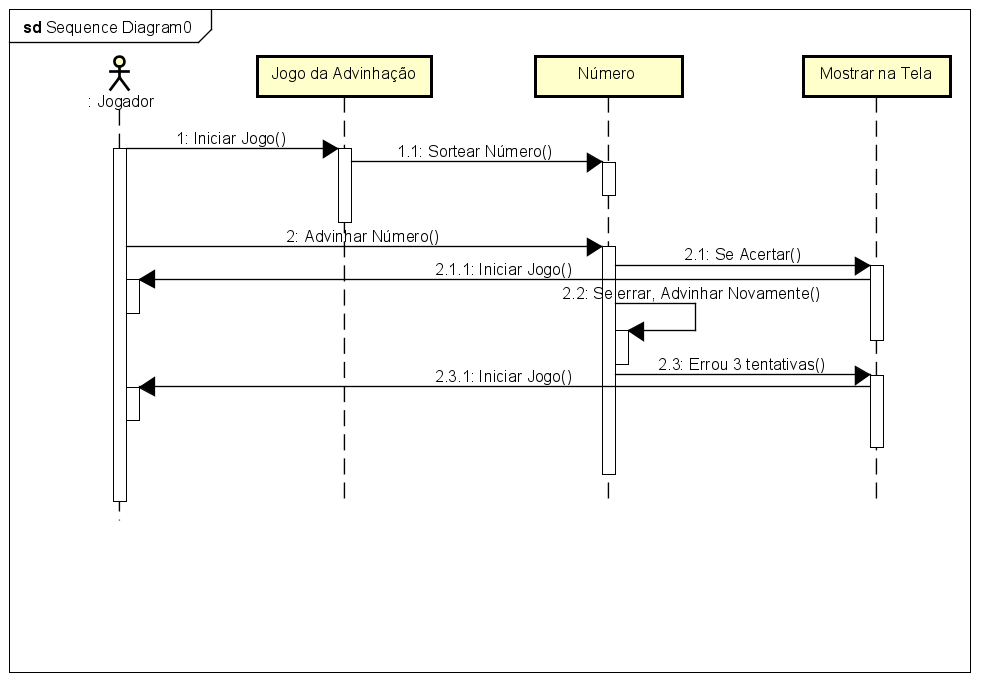 sd Sequence Diagram0
Jogo da Advinhação
Número
Mostrar na Tela
: Jogador
1: Iniciar Jogo()
1.1: Sortear Número()
2: Advinhar Número()
2.1: Se Acertar()
2.1.1: Iniciar Jogo()
2.2: Se errar, Advinhar Novamente()
2.3: Errou 3 tentativas()
2.3.1: Iniciar Jogo()